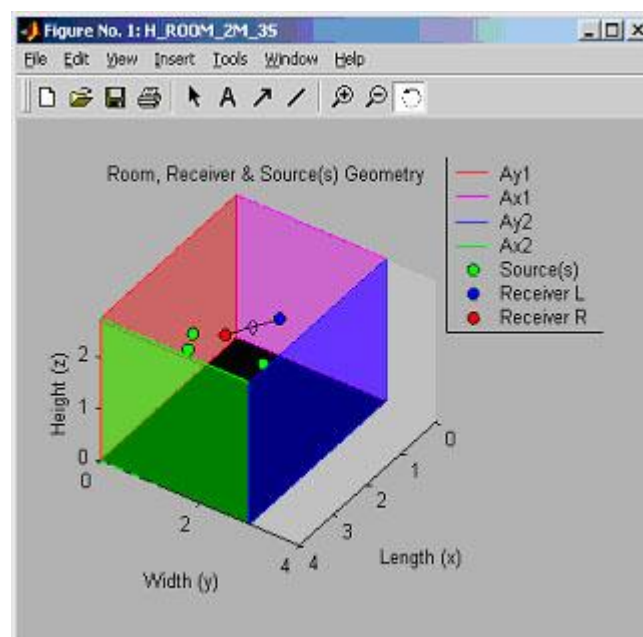 Figure No. 1: H_ROOM_2M_3S
File Edit View Insert Tools Window Help
A
Room, Receiver & Source(s) Geometry
Ay1
Ax1
Ay2
Ax2
Source(s)
Receiver L
Receiver R
Height (z)
2
1
0
0
2
4
Width (y)
4
3
2
1
0
Length (x)